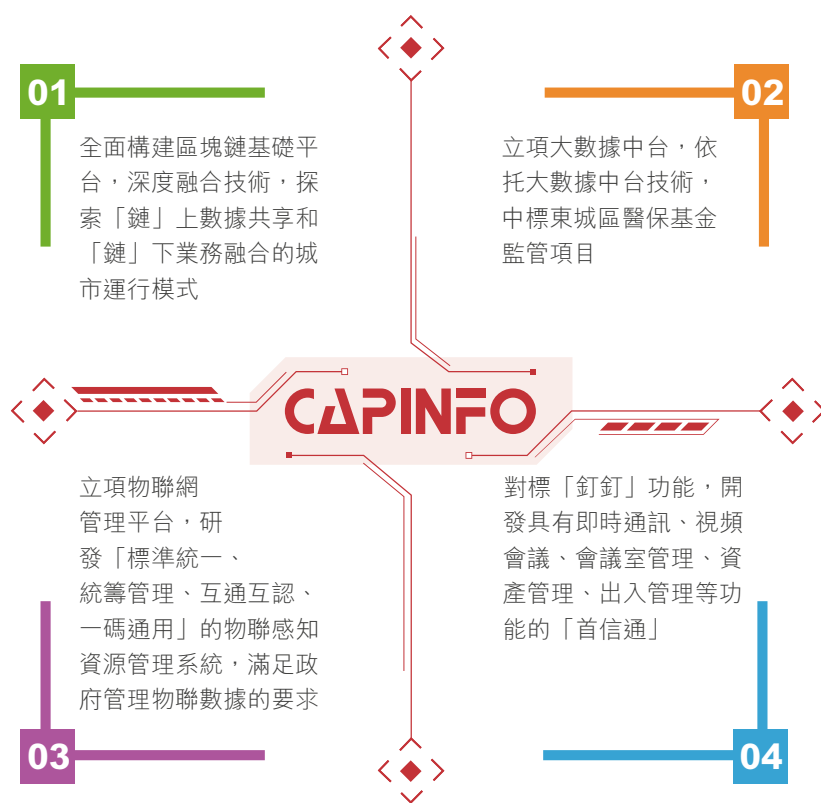 01
全面構建區塊鏈基礎平
台，深度融合技術，探
索「鏈」上數據共享和
「鏈」下業務融合的城
市運行模式
02
立項大數據中台，依
托大數據中台技術，
中標東城區醫保基金
監管項目
CAPINFO
立項物聯網
管理平台，研
發「標準統一、
統籌管理、互通互認、
一碼通用」的物聯感知
資源管理系統，滿足政
府管理物聯數據的要求
03
對標「釘釘」功能，開
發具有即時通訊、視頻
會議、會議室管理、資
產管理、出入管理等功
能的「首信通」
04